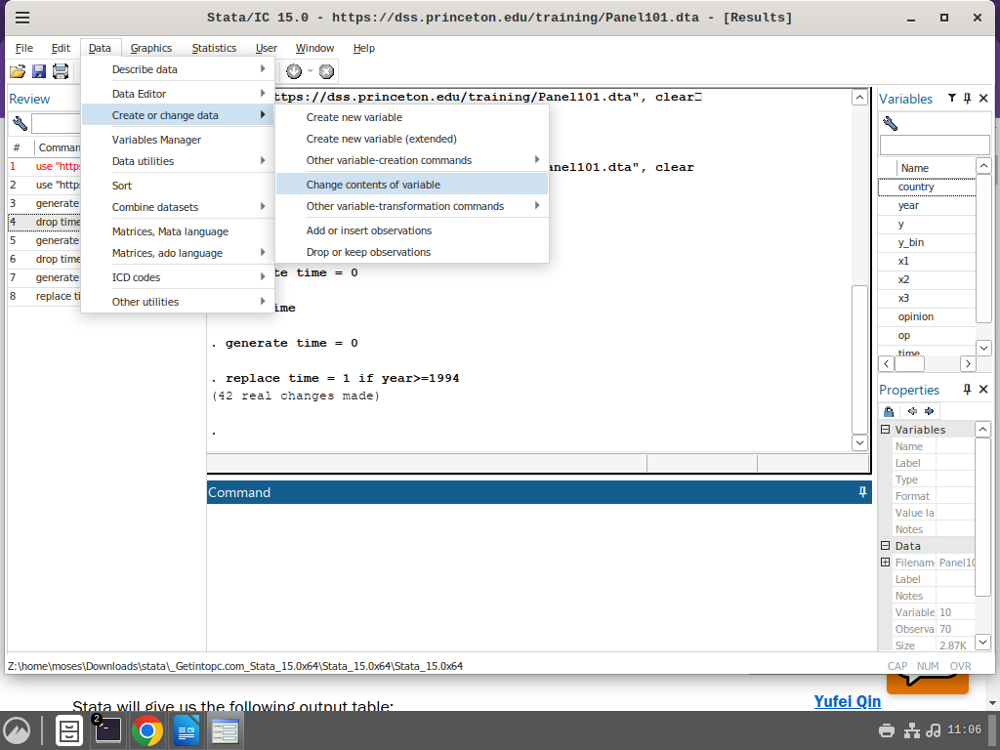 Stata/IC 15.0 - https://dss.princeton.edu/training/Panel101.dta - [Results]
File Edit Data Graphics Statistics User Window Help
Review
# Comman
1 use "http
2 use "http
3 generate
4 drop time
5 generate
6 drop time
7 generate
8 replace ti
Describe data
Data Editor
Create or change data
Variables Manager
Data utilities
Sort
Combine datasets
Matrices, Mata language
Matrices, ado language
ICD codes
Other utilities
Create new variable
Create new variable (extended)
Other variable-creation commands
Change contents of variable
Other variable-transformation commands
Add or insert observations
Drop or keep observations
ttps://dss.princeton.edu/training/Panel101.dta", clear
anel101.dta", clear
te time = 0
ime
. generate time = 0
. replace time = 1 if year>=1994
(42 real changes made)
.
Command
Variables
Name
country
year
y
y_bin
x1
x2
x3
opinion
op
time
Properties
Variables
Name
Label
Type
Format
Value la
Notes
Data
Filenam Panel10
Label
Notes
Variable 10
Observa 70
Size 2.87K
Z:\home\moses\Downloads\stata\_Getintopc.com_Stata_15.0x64\Stata_15.0x64\Stata_15.0x64
CAP NUM OVR
Stata will give us the following output table:
Yufei Qin
2
11:06